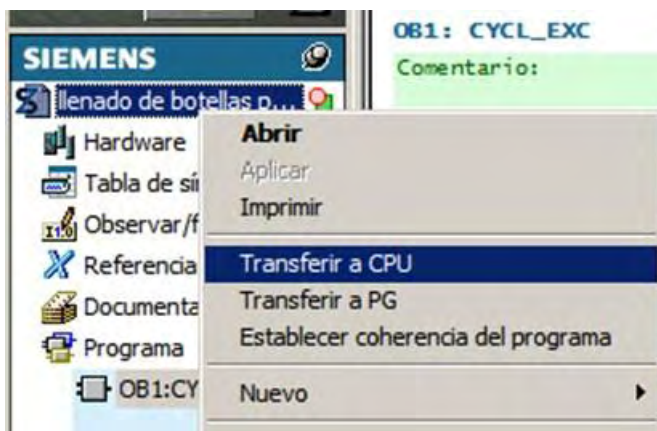 SIEMENS
llenado de botellas p...
Hardware
Tabla de sí
Observar/f
Referencia
Documenta
Programa
OB1:CY
OB1: CYCL_EXC
Comentario:
Abrir
Aplicar
Imprimir
Transferir a CPU
Transferir a PG
Establecer coherencia del programa
Nuevo